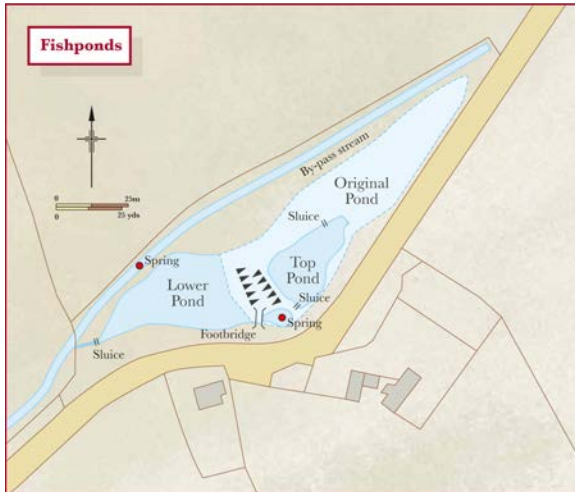 Fishponds
0 25m
0 25 yds
By-pass stream
Original
Pond
Sluice
Top
Pond
Spring
Lower
Pond
Sluice
Spring
Footbridge
Sluice